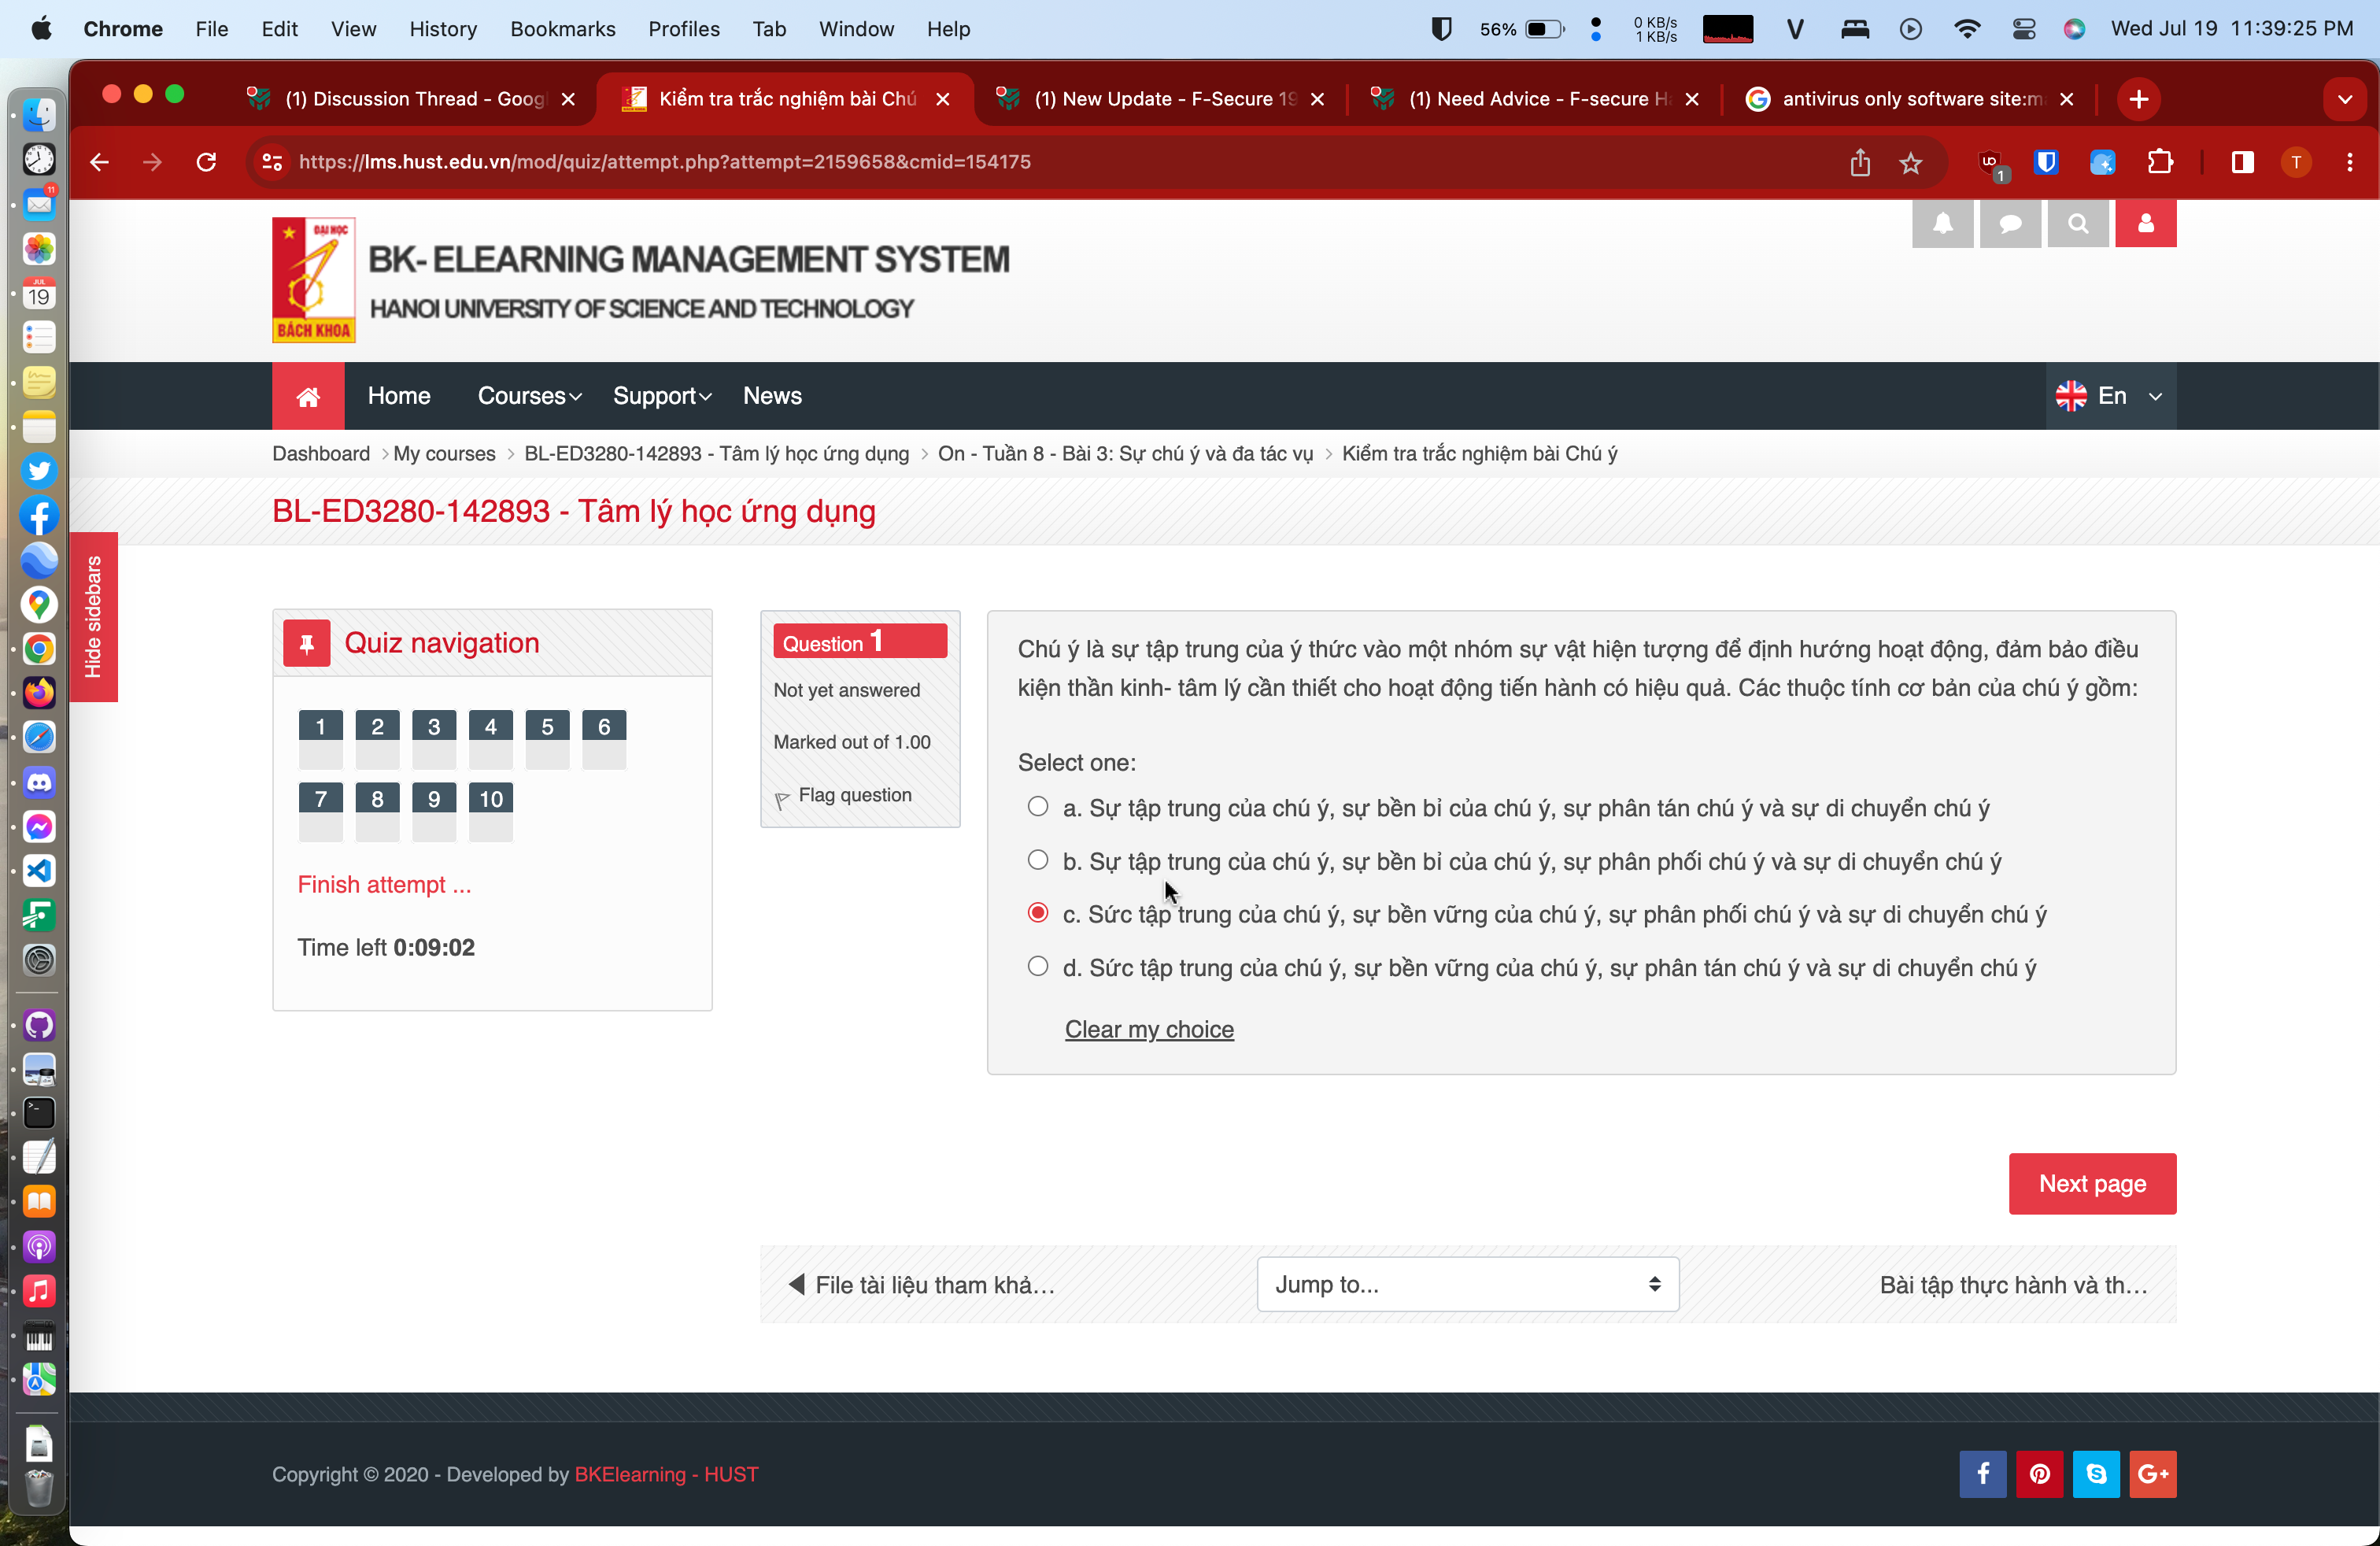 Chrome File Edit View History Bookmarks Profiles Tab Window Help 56% 0 KB/s 1 KB/s V Wed Jul 19 11:39:25 PM
(1) Discussion Thread - Goog Kiểm tra trắc nghiệm bài Chú (1) New Update - F-Secure 19 (1) Need Advice - F-secure H antivirus only software site:m
https://lms.hust.edu.vn/mod/quiz/attempt.php?attempt=2159658&cmid=154175 1 T
11
JUL
19
ĐẠI HỌC
BÁCH KHOA
BK- ELEARNING MANAGEMENT SYSTEM
HANOI UNIVERSITY OF SCIENCE AND TECHNOLOGY
Home Courses Support News En
Dashboard > My courses > BL-ED3280-142893 - Tâm lý học ứng dụng > On - Tuần 8 - Bài 3: Sự chú ý và đa tác vụ > Kiểm tra trắc nghiệm bài Chú ý
BL-ED3280-142893 - Tâm lý học ứng dụng
Hide sidebars
Quiz navigation
1 2 3 4 5 6
7 8 9 10
Finish attempt ...
Time left 0:09:02
Question 1
Not yet answered
Marked out of 1.00
Flag question
Chú ý là sự tập trung của ý thức vào một nhóm sự vật hiện tượng để định hướng hoạt động, đảm bảo điều
kiện thần kinh- tâm lý cần thiết cho hoạt động tiến hành có hiệu quả. Các thuộc tính cơ bản của chú ý gồm:
Select one:
a. Sự tập trung của chú ý, sự bền bỉ của chú ý, sự phân tán chú ý và sự di chuyển chú ý
b. Sự tập trung của chú ý, sự bền bỉ của chú ý, sự phân phối chú ý và sự di chuyển chú ý
c. Sức tập trung của chú ý, sự bền vững của chú ý, sự phân phối chú ý và sự di chuyển chú ý
d. Sức tập trung của chú ý, sự bền vững của chú ý, sự phân tán chú ý và sự di chuyển chú ý
Clear my choice
Next page
◀ File tài liệu tham khả... Jump to... Bài tập thực hành và th...
Copyright © 2020 - Developed by BKElearning - HUST